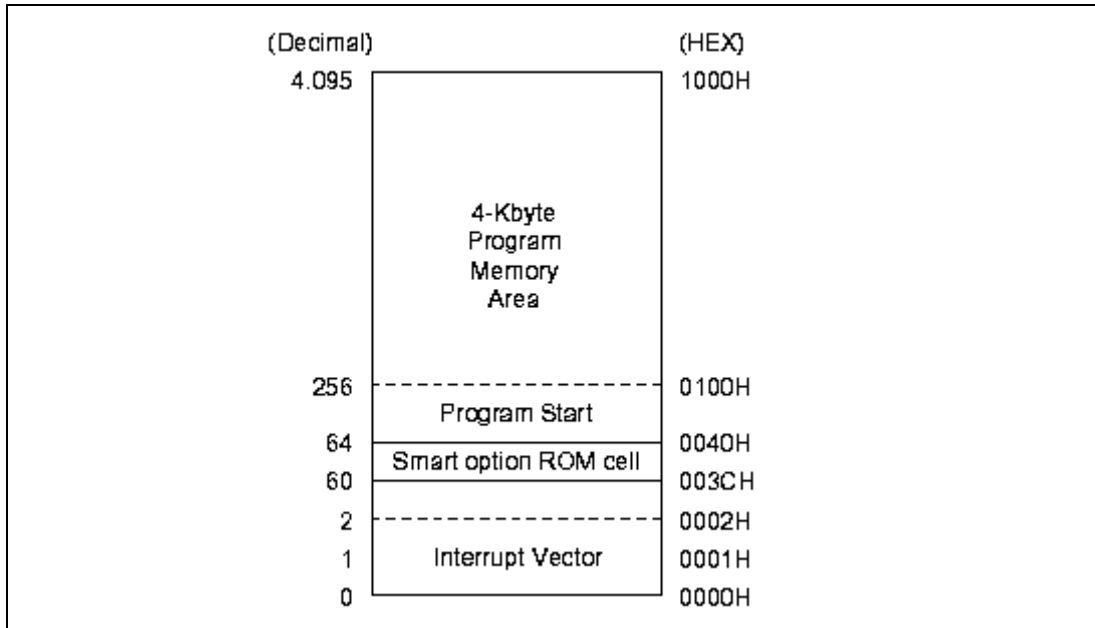 (Decimal) (HEX)
4.095 1000H
4-Kbyte
Program
Memory
Area
256 0100H
Program Start
64 0040H
Smart option ROM cell
60 003CH
2 0002H
1 Interrupt Vector 0001H
0 0000H